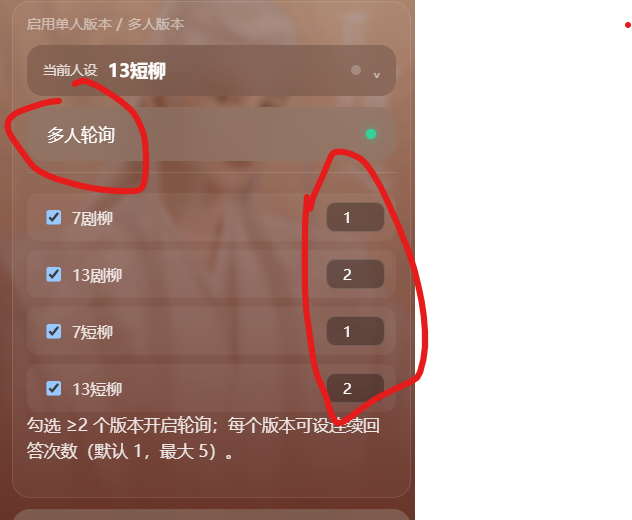 启用单人版本 / 多人版本
当前人设 13短柳
多人轮询
7剧柳 1
13剧柳 2
7短柳 1
13短柳 2
勾选 ≥2 个版本开启轮询；每个版本可设连续回
答次数（默认 1，最大 5）。